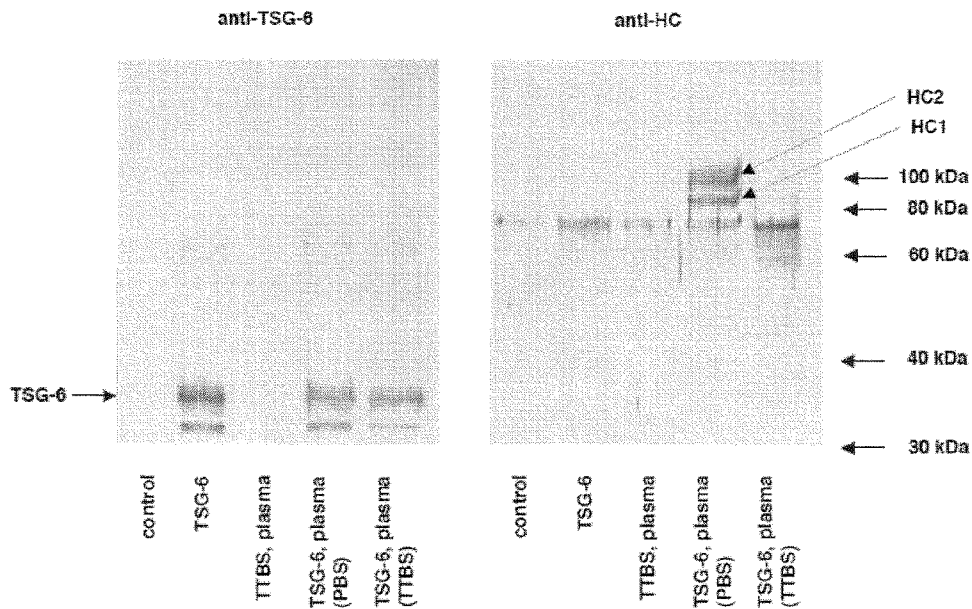 anti-TSG-6
anti-HC
HC2
HC1
100 kDa
80 kDa
60 kDa
40 kDa
30 kDa
TSG-6
control
TSG-6
TTBS, plasma
TSG-6, plasma
(PBS)
TSG-6, plasma
(TTBS)
control
TSG-6
TTBS, plasma
TSG-6, plasma
(PBS)
TSG-6, plasma
(TTBS)